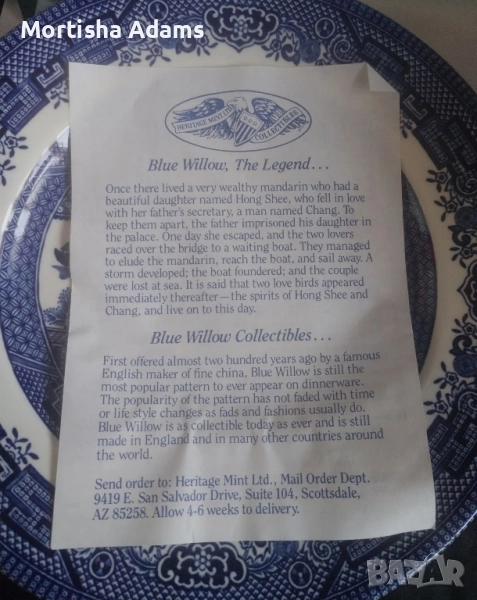 Mortisha Adams
HERITAGE MINT LTD.
COLLECTIBLES
Blue Willow, The Legend...
Once there lived a very wealthy mandarin who had a
beautiful daughter named Hong Shee, who fell in
love with her father's secretary, a man named Chang. To
keep them apart, the father imprisoned his daughter in
the palace. One day she escaped, and the two lovers
raced over the bridge to a waiting boat. They managed
to elude the mandarin, reach the boat, and sail away. A
storm developed; the boat foundered; and the couple
were lost at sea. It is said that two love birds appeared
immediately thereafter—the spirits of Hong Shee and
Chang, and live on to this day.
Blue Willow Collectibles...
First offered almost two hundred years ago by a famous
English maker of fine china, Blue Willow is still the
most popular pattern to ever appear on dinnerware.
The popularity of the pattern has not faded with time
or life style changes as fads and fashions usually do.
Blue Willow is as collectible today as ever and is still
made in England and in many other countries around
the world.
Send order to: Heritage Mint Ltd., Mail Order Dept.
9419 E. San Salvador Drive, Suite 104, Scottsdale,
AZ 85258. Allow 4-6 weeks to delivery.
BAZAR